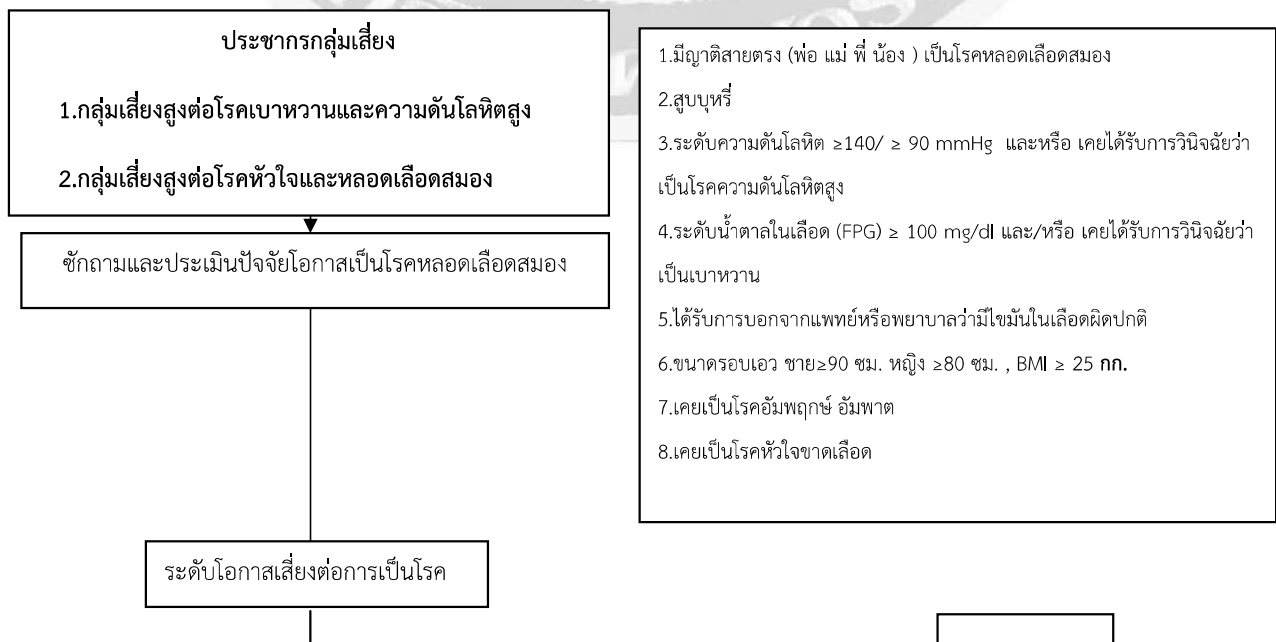 ประชากรกลุ่มเสี่ยง
1.กลุ่มเสี่ยงสูงต่อโรคเบาหวานและความดันโลหิตสูง
2.กลุ่มเสี่ยงสูงต่อโรคหัวใจและหลอดเลือดสมอง
ซักถามและประเมินปัจจัยโอกาสเป็นโรคหลอดเลือดสมอง
ระดับโอกาสเสี่ยงต่อการเป็นโรค
1.มีญาติสายตรง (พ่อ แม่ พี่ น้อง ) เป็นโรคหลอดเลือดสมอง
2.สูบบุหรี่
3.ระดับความดันโลหิต ≥140/ ≥ 90 mmHg และหรือ เคยได้รับการวินิจฉัยว่า
เป็นโรคความดันโลหิตสูง
4.ระดับน้ำตาลในเลือด (FPG) ≥ 100 mg/dl และ/หรือ เคยได้รับการวินิจฉัยว่า
เป็นเบาหวาน
5.ได้รับการบอกจากแพทย์หรือพยาบาลว่ามีไขมันในเลือดผิดปกติ
6.ขนาดรอบเอว ชาย≥90 ซม. หญิง ≥80 ซม. , BMI ≥ 25 กก.
7.เคยเป็นโรคอัมพฤกษ์ อัมพาต
8.เคยเป็นโรคหัวใจขาดเลือด